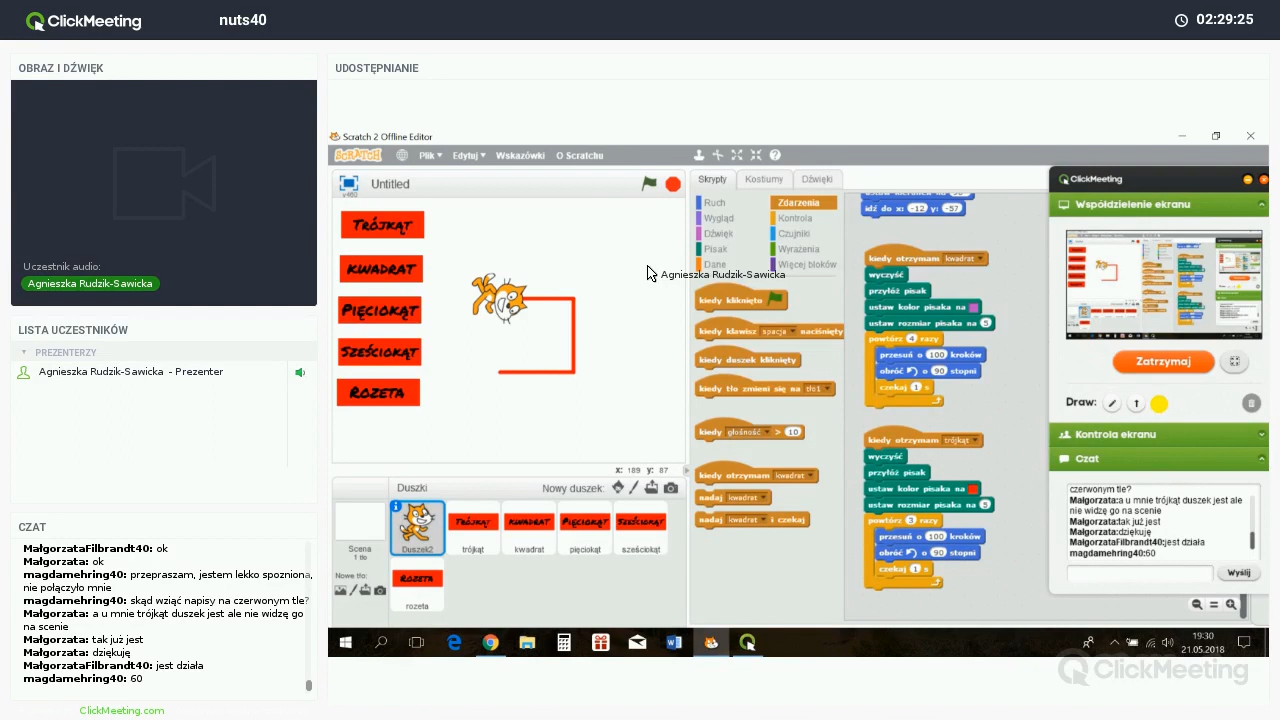 ClickMeeting
nuts40
02:29:25
OBRAZ I DŹWIĘK
UDOSTĘPNIANIE
Uczestnik audio:
Agnieszka Rudzik-Sawicka
LISTA UCZESTNIKÓW
PREZENTERZY
Agnieszka Rudzik-Sawicka - Prezenter
CZAT
MałgorzataFilbrandt40: ok
Małgorzata: ok
magdamehring40: przepraszam, jestem lekko spozniona,
nie połączyło mnie
magdamehring40: skąd wziąć napisy na czerwonym tle?
Małgorzata: a u mnie trójkąt duszek jest ale nie widzę go
na scenie
Małgorzata: tak już jest
Małgorzata: dziękuję
MałgorzataFilbrandt40: jest działa
magdamehring40: 60
ClickMeeting.com
Scratch 2 Offline Editor
SCRATCH
Plik
Edytuj
Wskazówki
O Scratchu
Untitled
v460
TRÓJKĄT
KWADRAT
PIĘCIOKĄT
SZEŚCIOKĄT
ROZETA
x: 189 y: 87
Duszki
Nowy duszek:
Scena
1 tło
Nowe tło:
Duszek2
TRÓJKĄT
trójkąt
KWADRAT
kwadrat
PIĘCIOKĄT
pięciokąt
SZEŚCIOKĄT
sześciokąt
ROZETA
rozeta
Skrypty
Kostiumy
Dźwięki
Ruch
Zdarzenia
Wygląd
Kontrola
Dźwięk
Czujniki
Pisak
Wyrażenia
Dane
Więcej bloków
Agnieszka Rudzik-Sawicka
kiedy kliknięto
kiedy klawisz spacja naciśnięty
kiedy duszek kliknięty
kiedy tło zmieni się na tło1
kiedy głośność > 10
kiedy otrzymam kwadrat
nadaj kwadrat
nadaj kwadrat i czekaj
idź do x: -12 y: -57
kiedy otrzymam kwadrat
wyczyść
przyłóż pisak
ustaw kolor pisaka na
ustaw rozmiar pisaka na 5
powtórz 4 razy
przesuń o 100 kroków
obróć o 90 stopni
czekaj 1 s
kiedy otrzymam trójkąt
wyczyść
przyłóż pisak
ustaw kolor pisaka na
ustaw rozmiar pisaka na 5
powtórz 3 razy
przesuń o 100 kroków
obróć o 90 stopni
czekaj 1 s
ClickMeeting
Współdzielenie ekranu
Zatrzymaj
Draw:
Kontrola ekranu
Czat
czerwonym tle?
Małgorzata:a u mnie trójkąt duszek jest ale
nie widzę go na scenie
Małgorzata:tak już jest
Małgorzata:dziękuję
MałgorzataFilbrandt40:jest działa
magdamehring40:60
Wyślij
19:30
21.05.2018
ClickMeeting